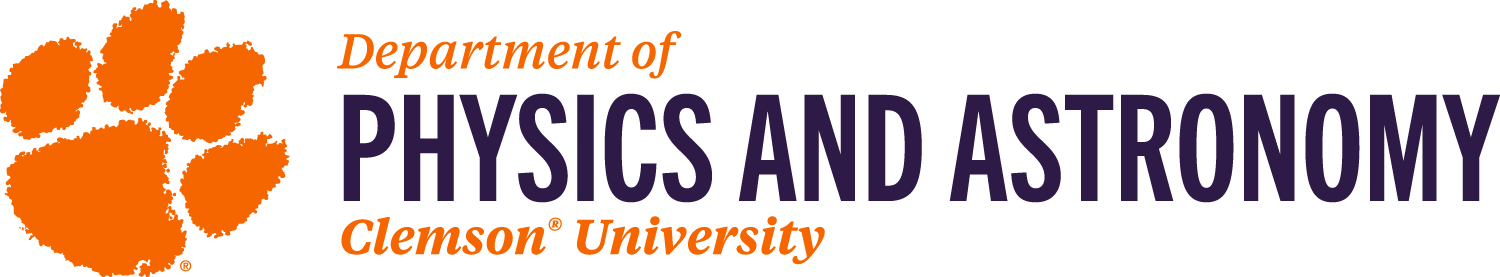 Department of
PHYSICS AND ASTRONOMY
Clemson® University
®